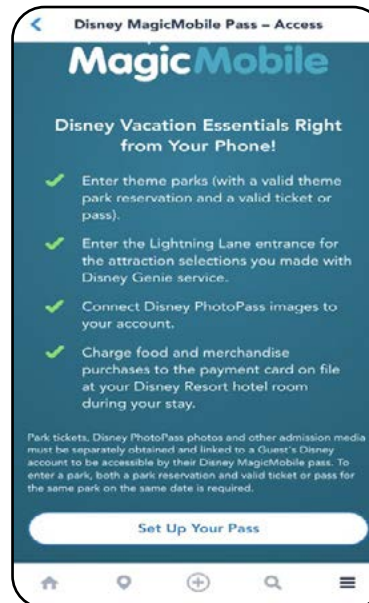 Disney MagicMobile Pass – Access
MagicMobile
Disney Vacation Essentials Right
from Your Phone!
Enter theme parks (with a valid theme
park reservation and a valid ticket or
pass).
Enter the Lightning Lane entrance for
the attraction selections you made with
Disney Genie service.
Connect Disney PhotoPass images to
your account.
Charge food and merchandise
purchases to the payment card on file
at your Disney Resort hotel room
during your stay.
Park tickets, Disney PhotoPass photos and other admission media
must be separately obtained and linked to a Guest's Disney
account to be accessible by their Disney MagicMobile pass. To
enter a park, both a park reservation and valid ticket or pass for
the same park on the same date is required.
Set Up Your Pass